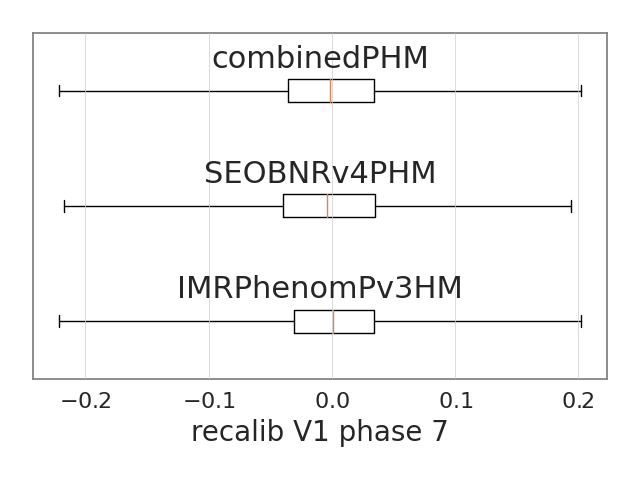 combinedPHM
SEOBNRv4PHM
IMRPhenomPv3HM
−0.2 −0.1 0.0 0.1 0.2
recalib V1 phase 7